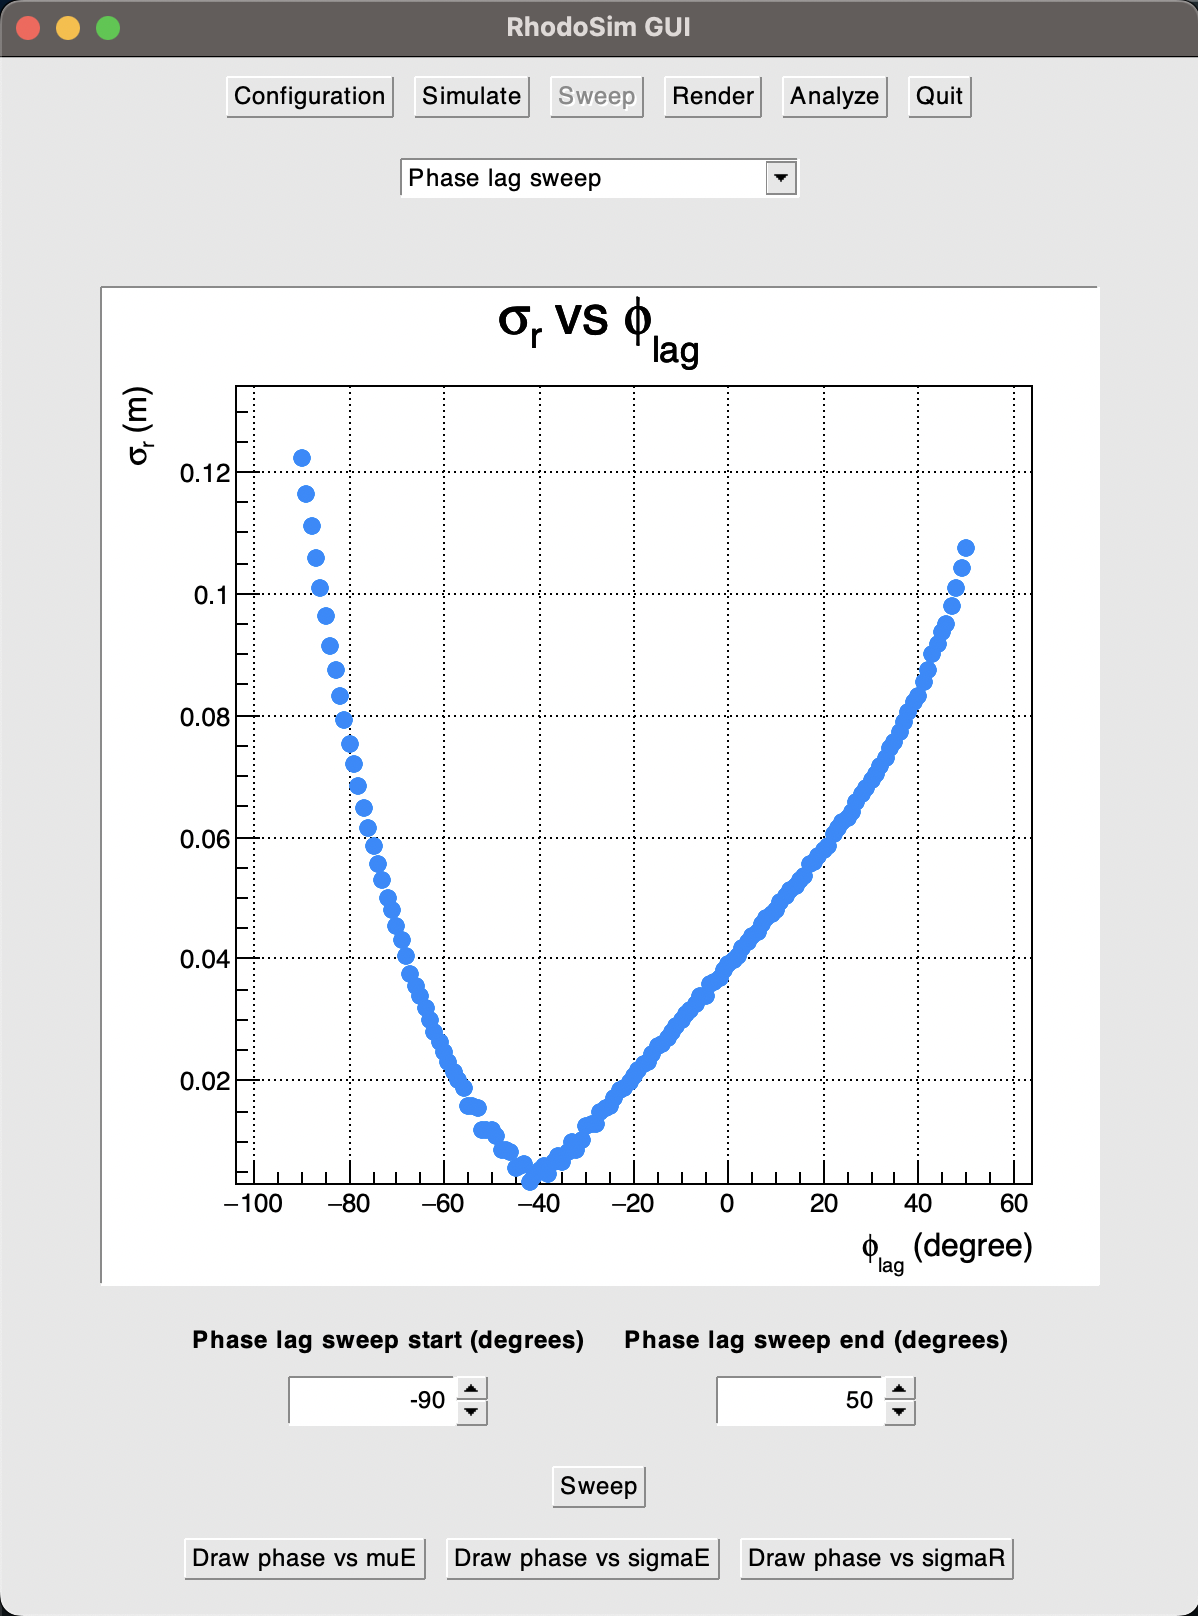 RhodoSim GUI
Configuration Simulate Sweep Render Analyze Quit
Phase lag sweep
σr vs ϕlag
σr (m)
0.12
0.1
0.08
0.06
0.04
0.02
−100 −80 −60 −40 −20 0 20 40 60
ϕlag (degree)
Phase lag sweep start (degrees) Phase lag sweep end (degrees)
-90 50
Sweep
Draw phase vs muE Draw phase vs sigmaE Draw phase vs sigmaR